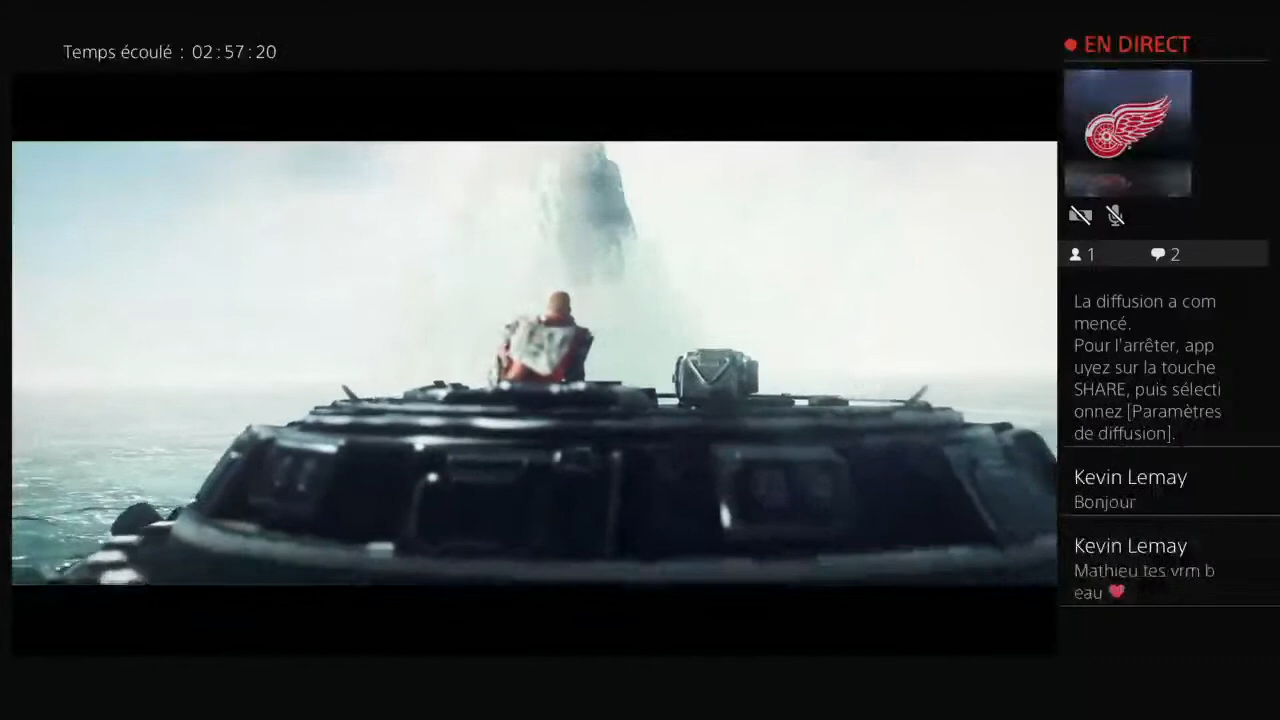 Temps écoulé : 02:57:20
EN DIRECT
1 2
La diffusion a com
mencé.
Pour l'arrêter, app
uyez sur la touche
SHARE, puis sélecti
onnez [Paramètres
de diffusion].
Kevin Lemay
Bonjour
Kevin Lemay
Mathieu tes vrm b
eau ❤